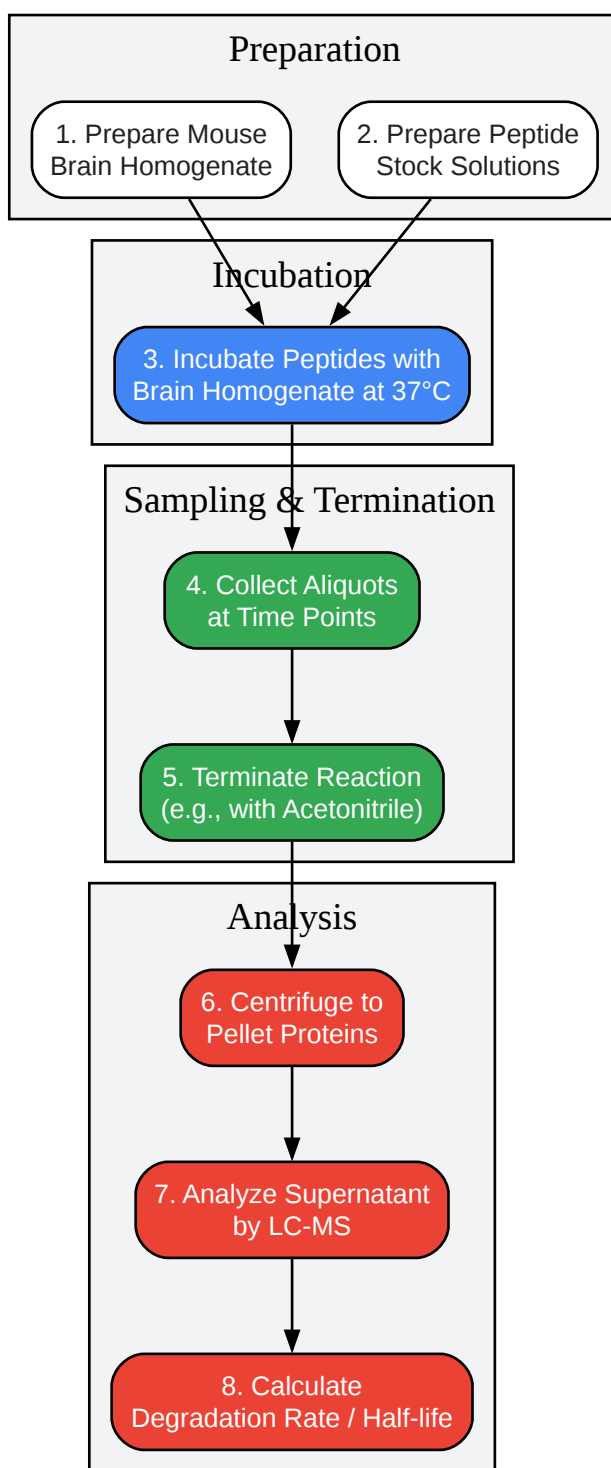 Preparation
1. Prepare Mouse
Brain Homogenate
2. Prepare Peptide
Stock Solutions
Incubation
3. Incubate Peptides with
Brain Homogenate at 37°C
Sampling & Termination
4. Collect Aliquots
at Time Points
5. Terminate Reaction
(e.g., with Acetonitrile)
Analysis
6. Centrifuge to
Pellet Proteins
7. Analyze Supernatant
by LC-MS
8. Calculate
Degradation Rate / Half-life